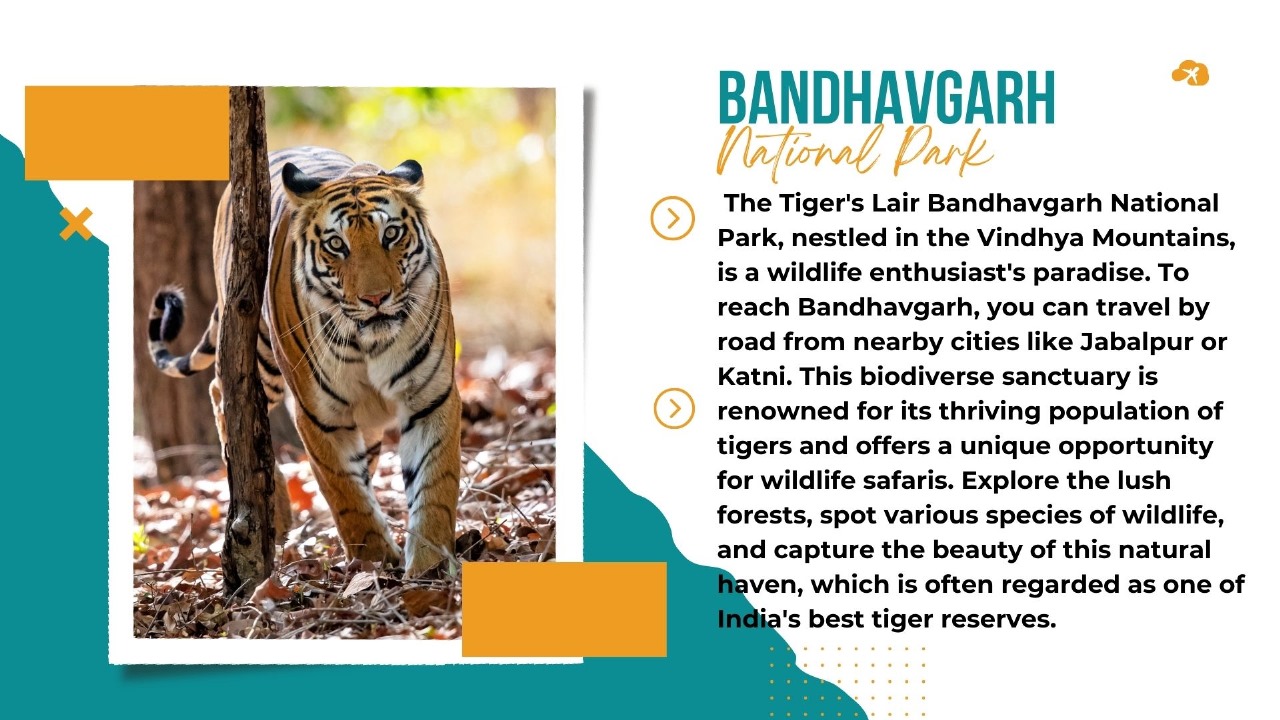 BANDHAVGARH
National Park
The Tiger's Lair Bandhavgarh National
Park, nestled in the Vindhya Mountains,
is a wildlife enthusiast's paradise. To
reach Bandhavgarh, you can travel by
road from nearby cities like Jabalpur or
Katni. This biodiverse sanctuary is
renowned for its thriving population of
tigers and offers a unique opportunity
for wildlife safaris. Explore the lush
forests, spot various species of wildlife,
and capture the beauty of this natural
haven, which is often regarded as one of
India's best tiger reserves.